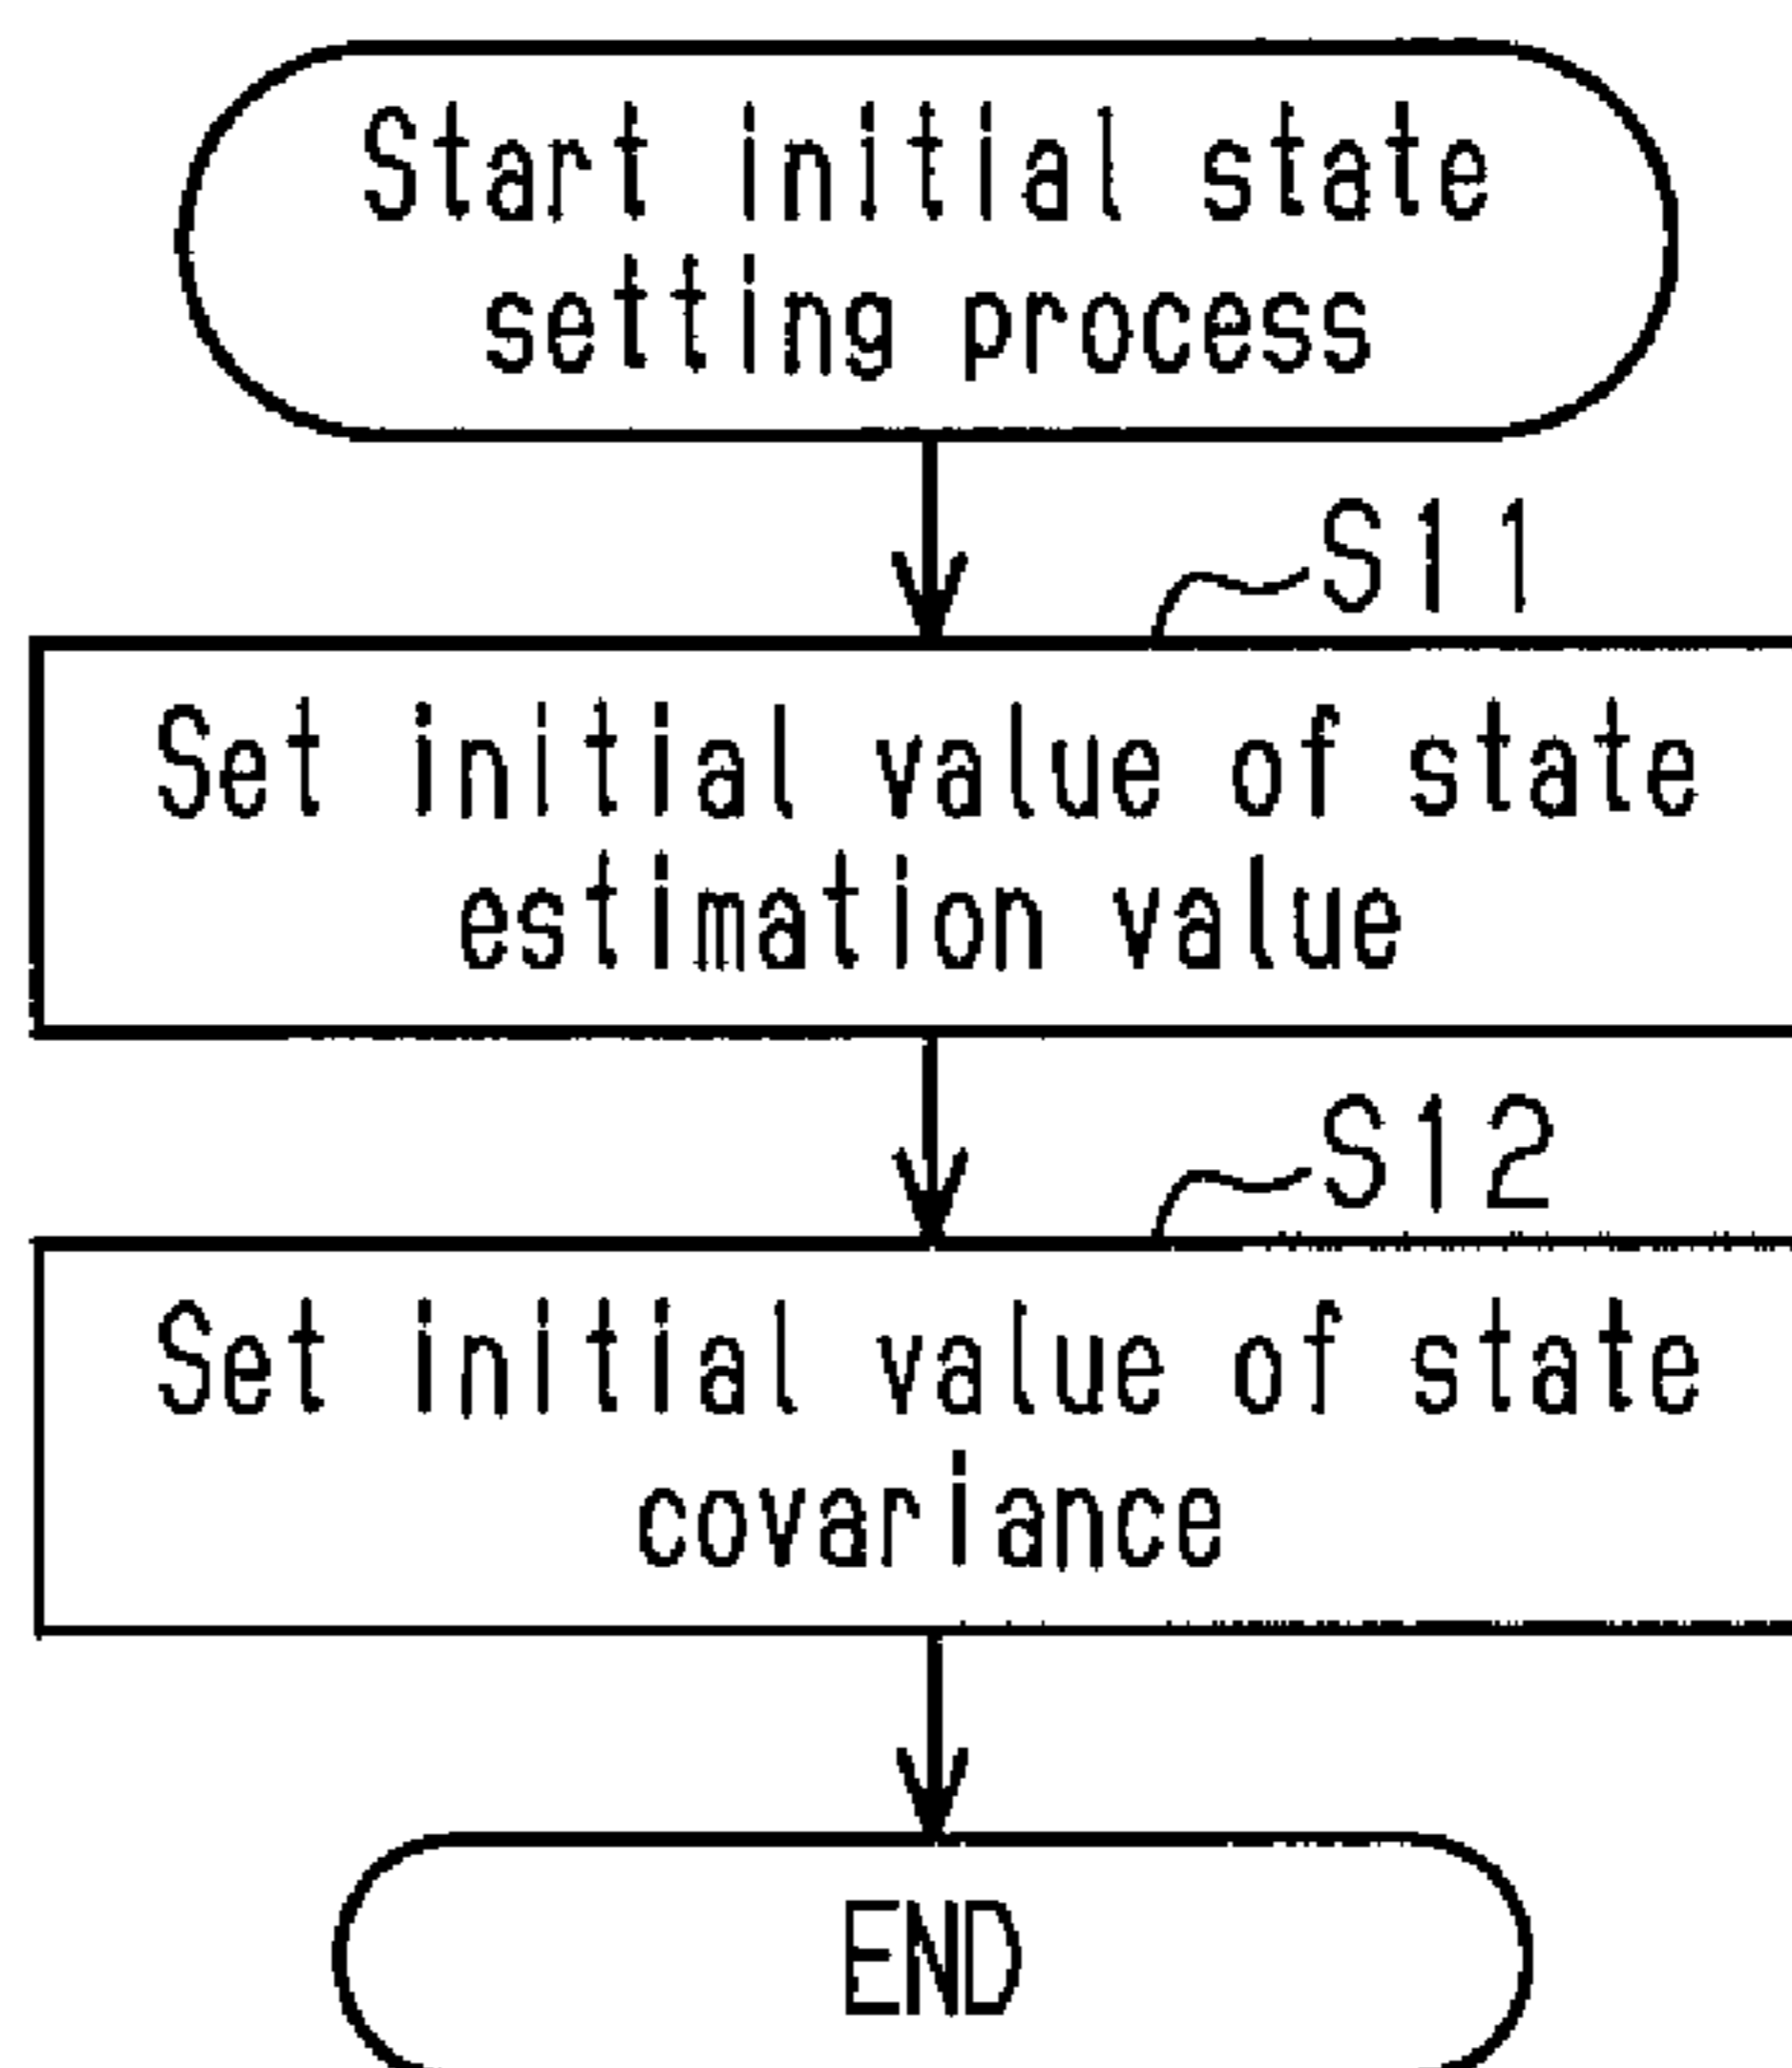 Start initial state
setting process
S11
Set initial value of state
estimation value
S12
Set initial value of state
covariance
END